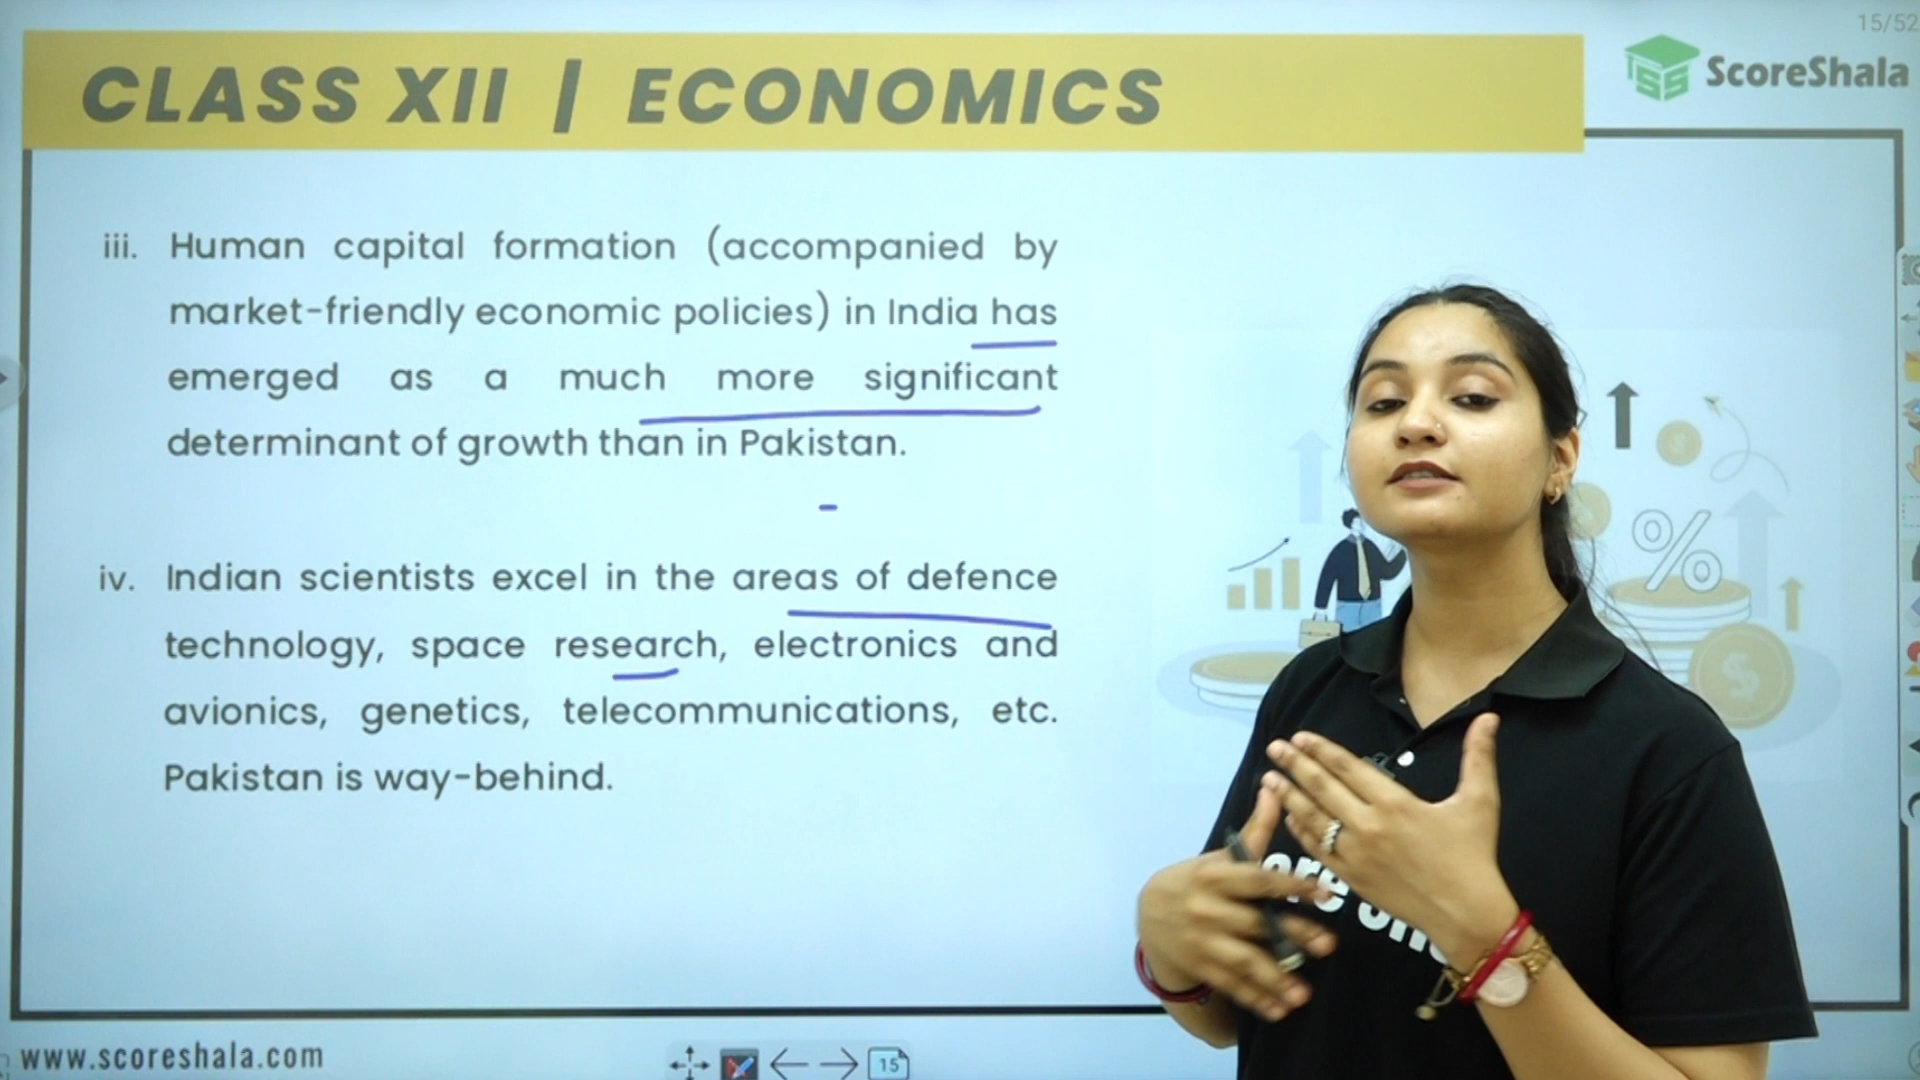 15/52
CLASS XII | ECONOMICS
ScoreShala
iii. Human capital formation (accompanied by
market-friendly economic policies) in India has
emerged as a much more significant
determinant of growth than in Pakistan.
iv. Indian scientists excel in the areas of defence
technology, space research, electronics and
avionics, genetics, telecommunications, etc.
Pakistan is way-behind.
%
$
www.scoreshala.com
15